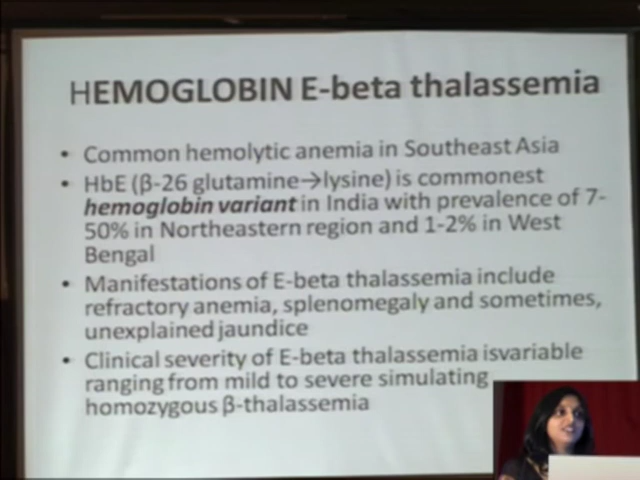 HEMOGLOBIN E-beta thalassemia
• Common hemolytic anemia in Southeast Asia
• HbE (β-26 glutamine→lysine) is commonest
hemoglobin variant in India with prevalence of 7-
50% in Northeastern region and 1-2% in West
Bengal
• Manifestations of E-beta thalassemia include
refractory anemia, splenomegaly and sometimes,
unexplained jaundice
• Clinical severity of E-beta thalassemia isvariable
ranging from mild to severe simulating
homozygous β-thalassemia